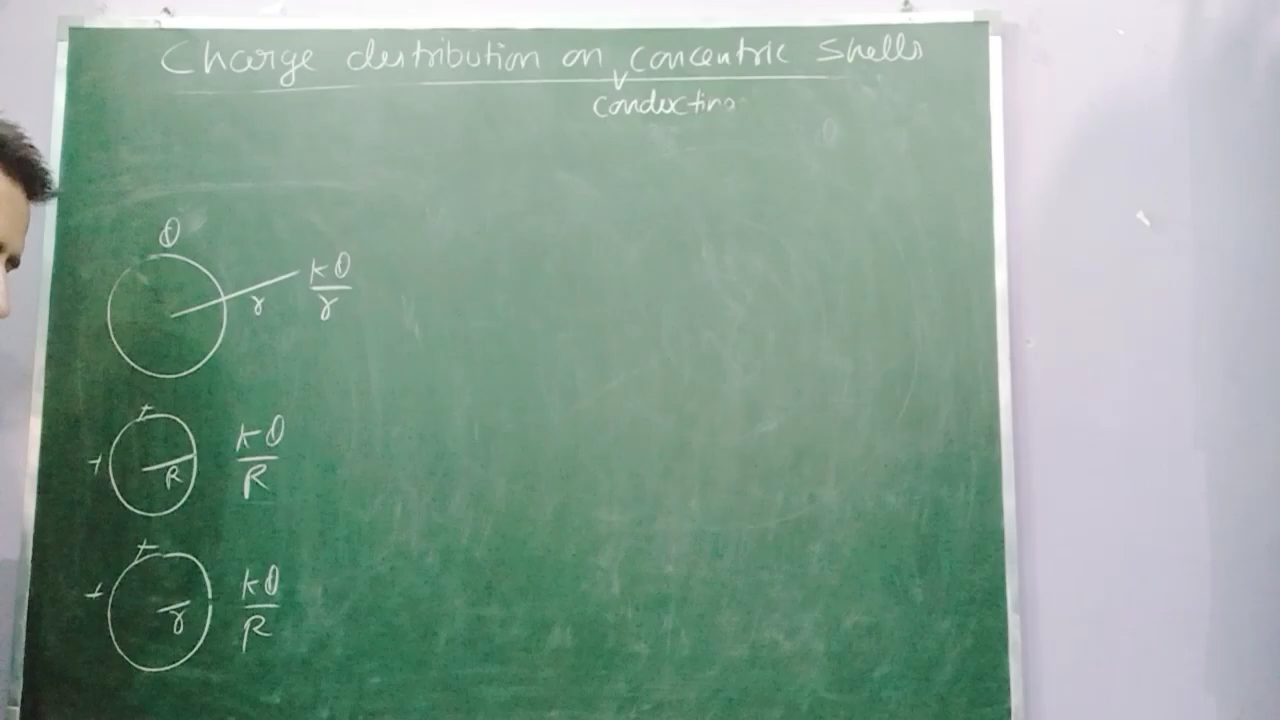 Charge distribution on concentric shells
conducting
Q
r
KQ
r
+
+
R
KQ
R
+
+
r
KQ
R